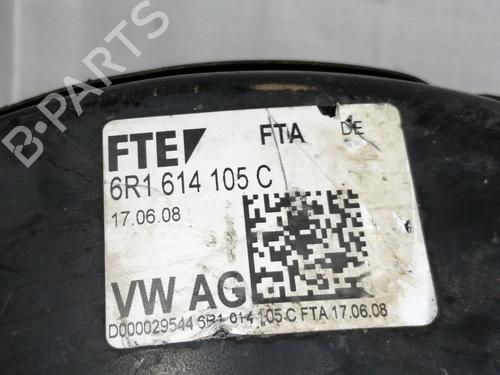 B-PARTS
FTE FTA DE
6R1 614 105 C
17.06.08
VW AG
D000029544 6R1 614 105 C FTA 17.06.08